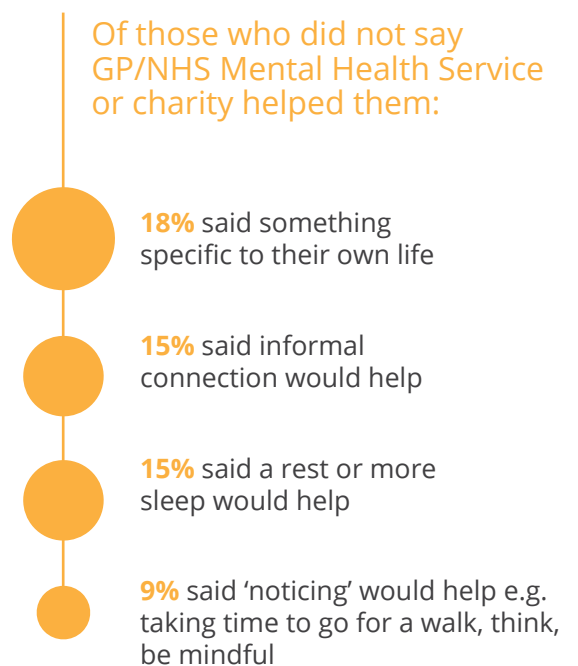 Of those who did not say
GP/NHS Mental Health Service
or charity helped them:
18% said something
specific to their own life
15% said informal
connection would help
15% said a rest or more
sleep would help
9% said ‘noticing’ would help e.g.
taking time to go for a walk, think,
be mindful